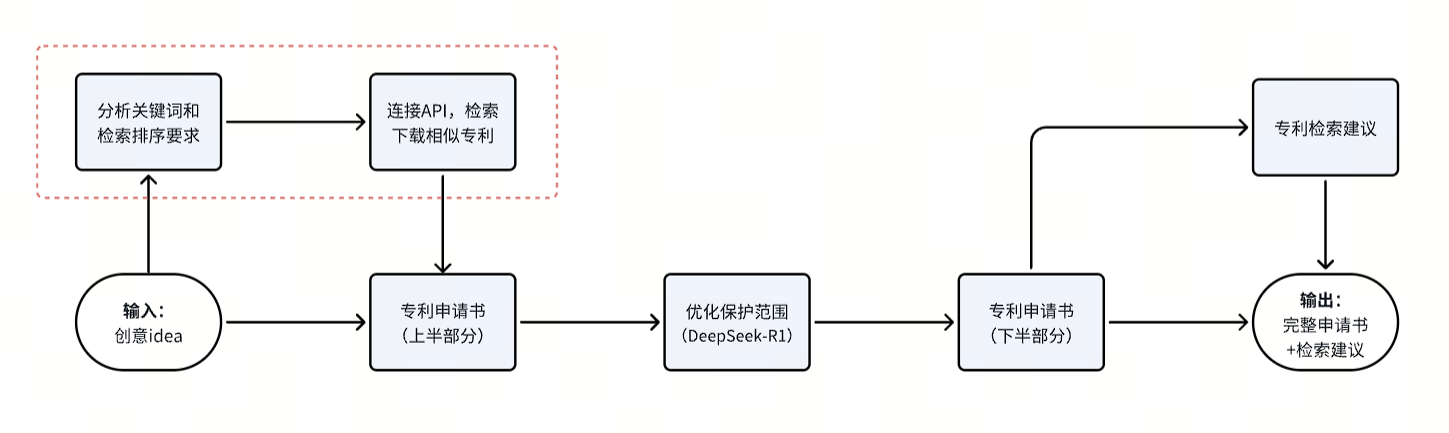 分析关键词和
检索排序要求
连接API，检索
下载相似专利
专利检索建议
输入：
创意idea
专利申请书
（上半部分）
优化保护范围
（DeepSeek-R1）
专利申请书
（下半部分）
输出：
完整申请书
+检索建议